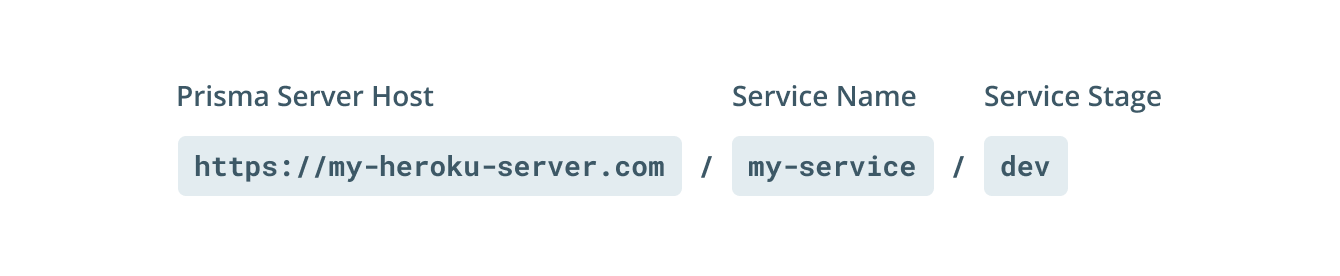 Prisma Server Host Service Name Service Stage
https://my-heroku-server.com / my-service / dev